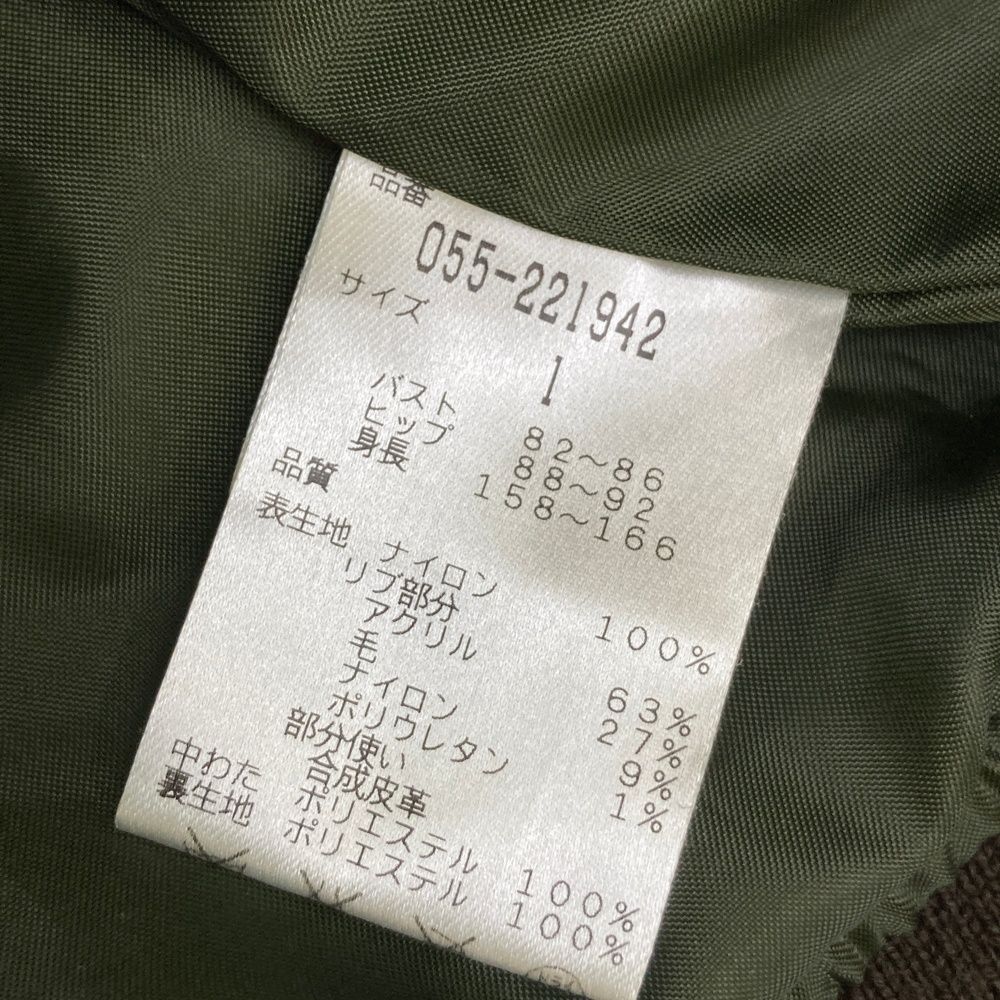 品番
055-221942
サイズ
1
バスト 82～86
ヒップ 88～92
身長 158～166
品質
表生地 ナイロン 100%
リブ部分
アクリル 63%
毛 27%
ナイロン 9%
ポリウレタン 1%
部分使い
合成皮革
中わた ポリエステル 100%
裏生地 ポリエステル 100%